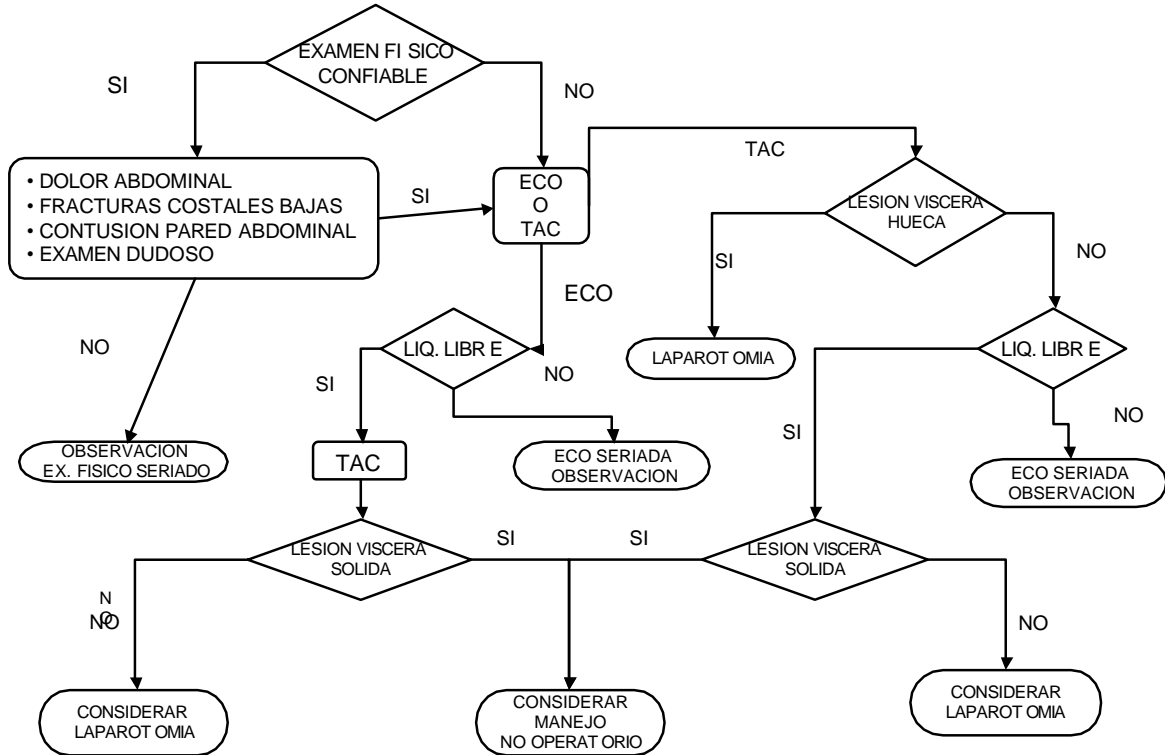 EXAMEN FI SICO
CONFIABLE
SI
NO
• DOLOR ABDOMINAL
• FRACTURAS COSTALES BAJAS
• CONTUSION PARED ABDOMINAL
• EXAMEN DUDOSO
SI
ECO
O
TAC
TAC
LESION VISCERA
HUECA
SI
NO
ECO
NO
LIQ. LIBR E
NO
SI
LAPAROT OMIA
LIQ. LIBR E
OBSERVACION
EX. FISICO SERIADO
TAC
ECO SERIADA
OBSERVACION
SI
NO
ECO SERIADA
OBSERVACION
LESION VISCERA
SOLIDA
SI
SI
LESION VISCERA
SOLIDA
NO
NO
NO
CONSIDERAR
LAPAROT OMIA
CONSIDERAR
MANEJO
NO OPERAT ORIO
CONSIDERAR
LAPAROT OMIA